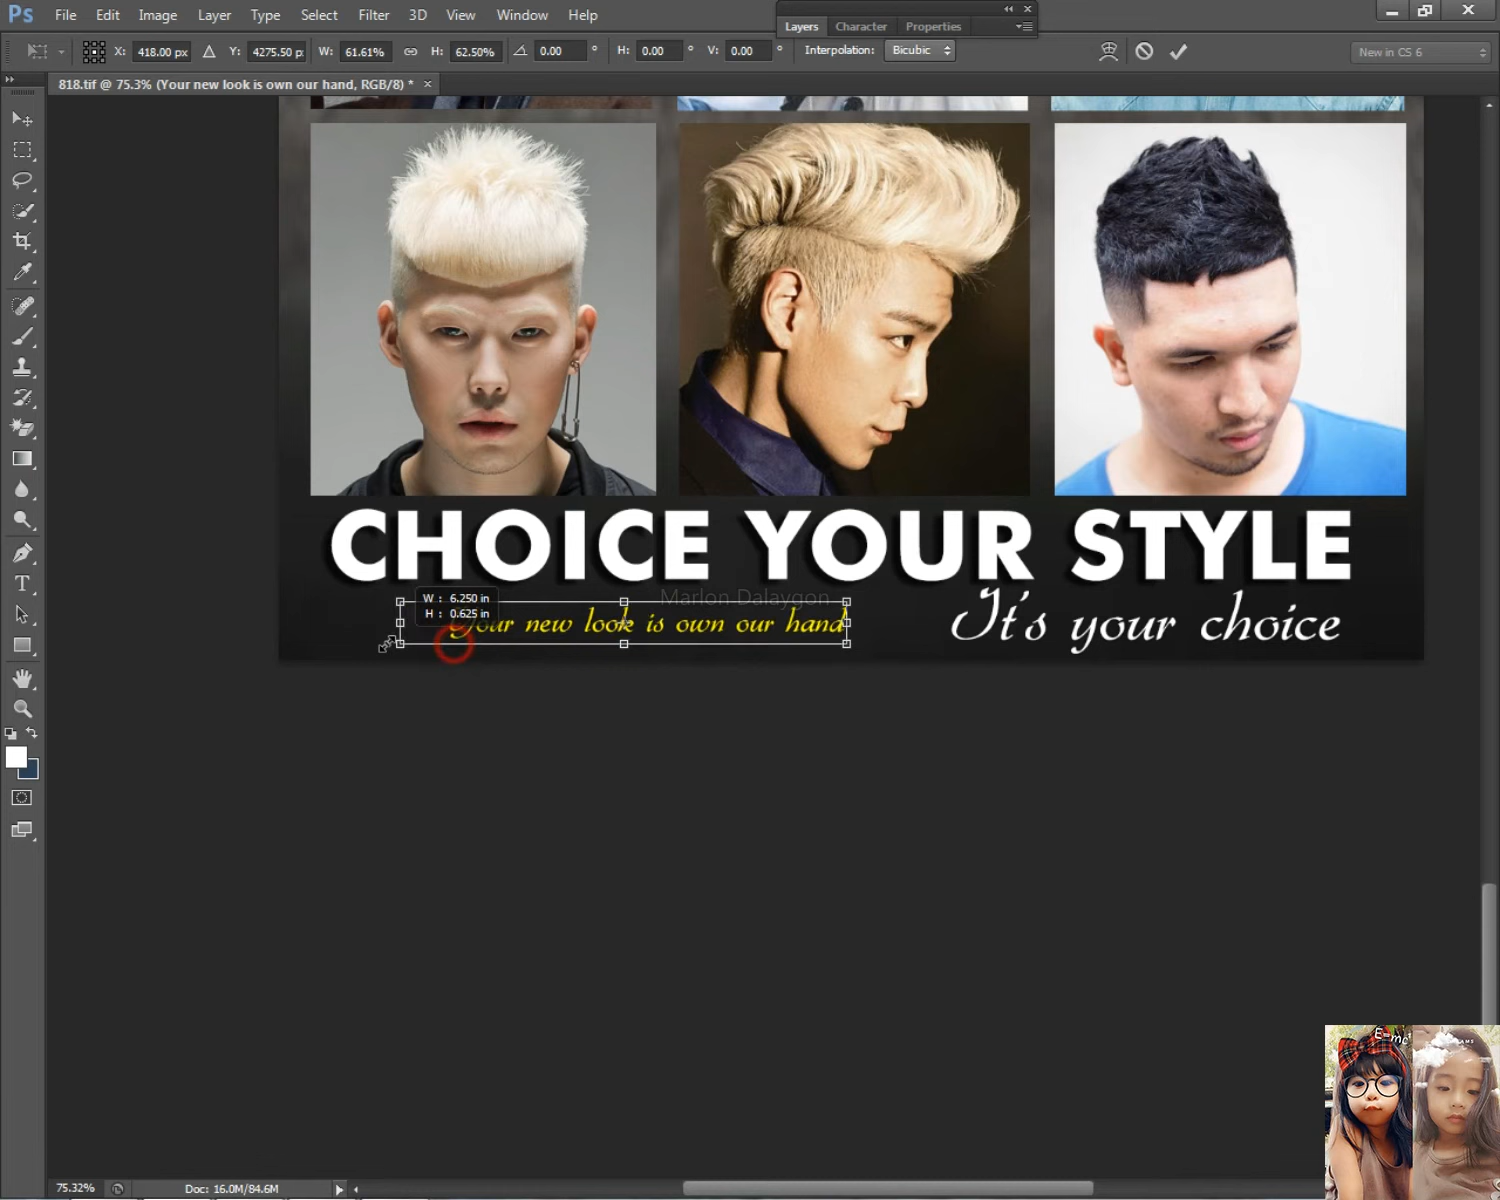 Ps File Edit Image Layer Type Select Filter 3D View Window Help
Layers Character Properties
X: 418.00 px Y: 4275.50 p W: 61.61% H: 62.50% 0.00 ° H: 0.00 ° V: 0.00 ° Interpolation: Bicubic New in CS 6
818.tif @ 75.3% (Your new look is own our hand, RGB/8) * ×
CHOICE YOUR STYLE
W : 6.250 in
H : 0.625 in
Marlon Dalaygon
Your new look is own our hand
It's your choice
E=mc²
75.32% Doc: 16.0M/84.6M